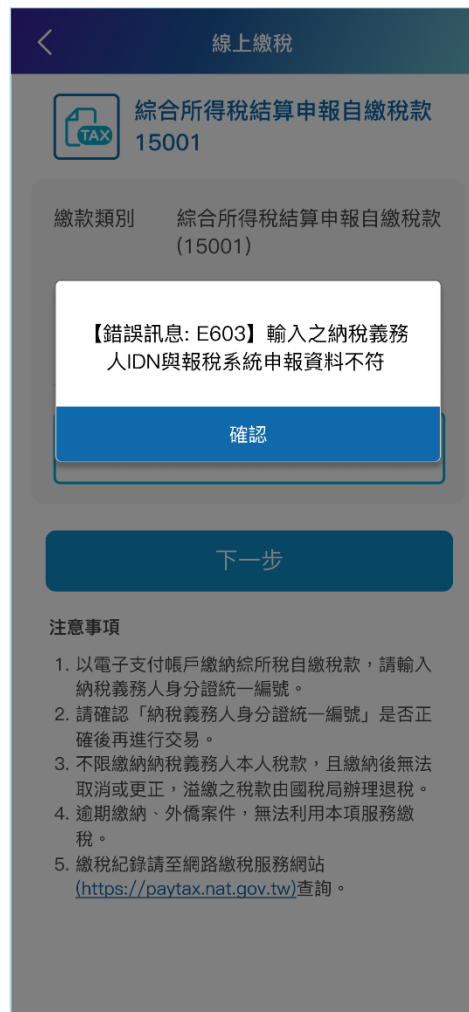 線上繳稅
TAX
綜合所得稅結算申報自繳稅款
15001
繳款類別 綜合所得稅結算申報自繳稅款
(15001)
【錯誤訊息: E603】輸入之納稅義務
人IDN與報稅系統申報資料不符
確認
下一步
注意事項
1. 以電子支付帳戶繳納綜所稅自繳稅款，請輸入
納稅義務人身分證統一編號。
2. 請確認「納稅義務人身分證統一編號」是否正
確後再進行交易。
3. 不限繳納納稅義務人本人稅款，且繳納後無法
取消或更正，溢繳之稅款由國稅局辦理退稅。
4. 逾期繳納、外僑案件，無法利用本項服務繳
稅。
5. 繳稅紀錄請至網路繳稅服務網站
(https://paytax.nat.gov.tw)查詢。